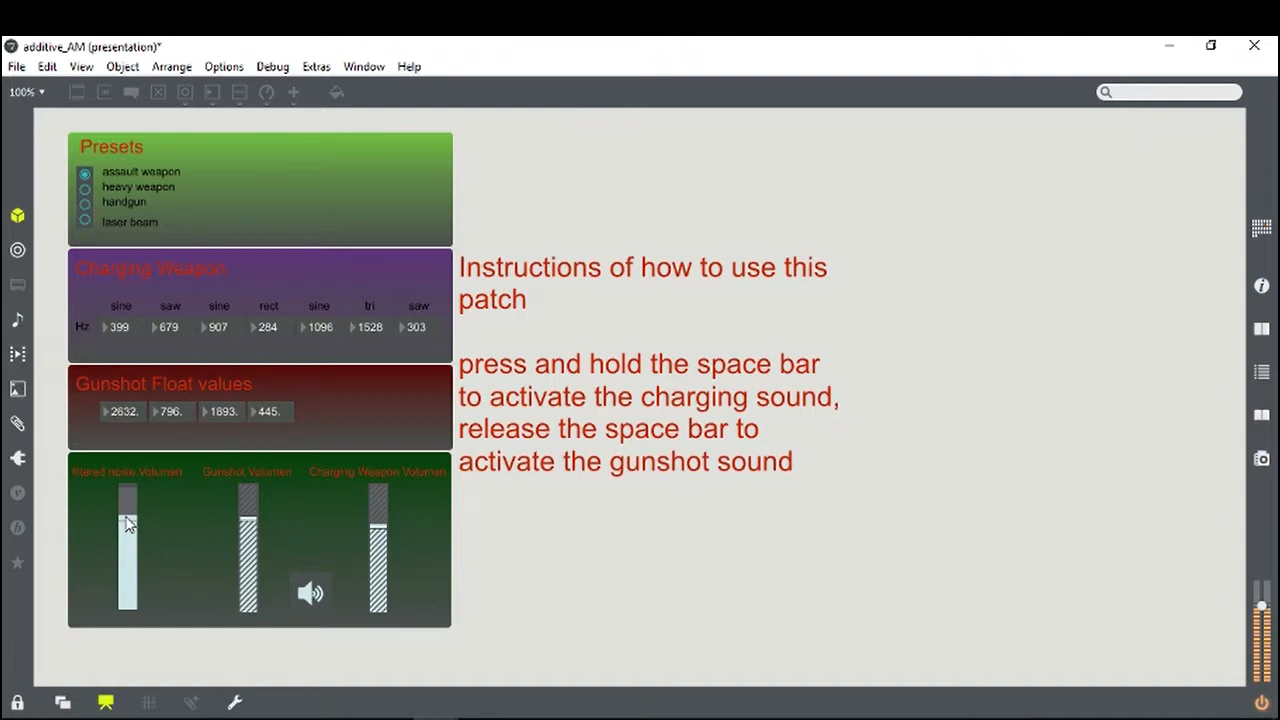 additive_AM (presentation)*
File Edit View Object Arrange Options Debug Extras Window Help
100%
Presets
assault weapon
heavy weapon
handgun
laser beam
Charging Weapon
sine saw sine rect sine tri saw
Hz 399 679 907 284 1096 1528 303
Gunshot Float values
2632. 796. 1893. 445.
filtered noise Volumen Gunshot Volumen Charging Weapon Volumen
Instructions of how to use this
patch
press and hold the space bar
to activate the charging sound,
release the space bar to
activate the gunshot sound